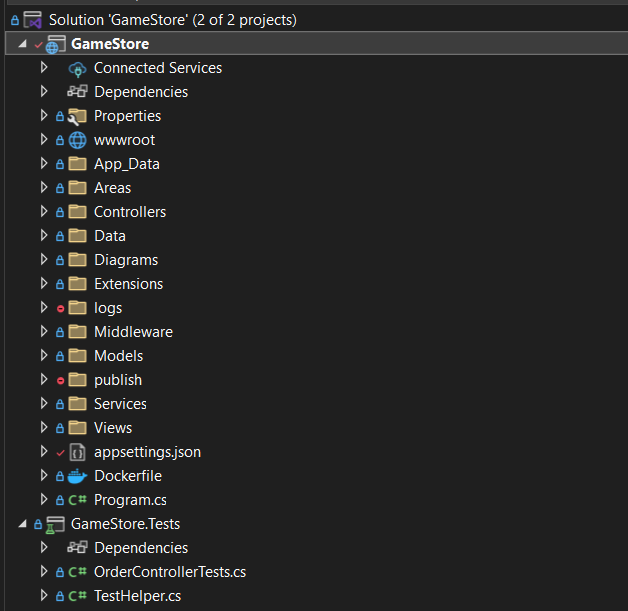 Solution 'GameStore' (2 of 2 projects)
GameStore
Connected Services
Dependencies
Properties
wwwroot
App_Data
Areas
Controllers
Data
Diagrams
Extensions
logs
Middleware
Models
publish
Services
Views
appsettings.json
Dockerfile
C# Program.cs
GameStore.Tests
Dependencies
C# OrderControllerTests.cs
C# TestHelper.cs